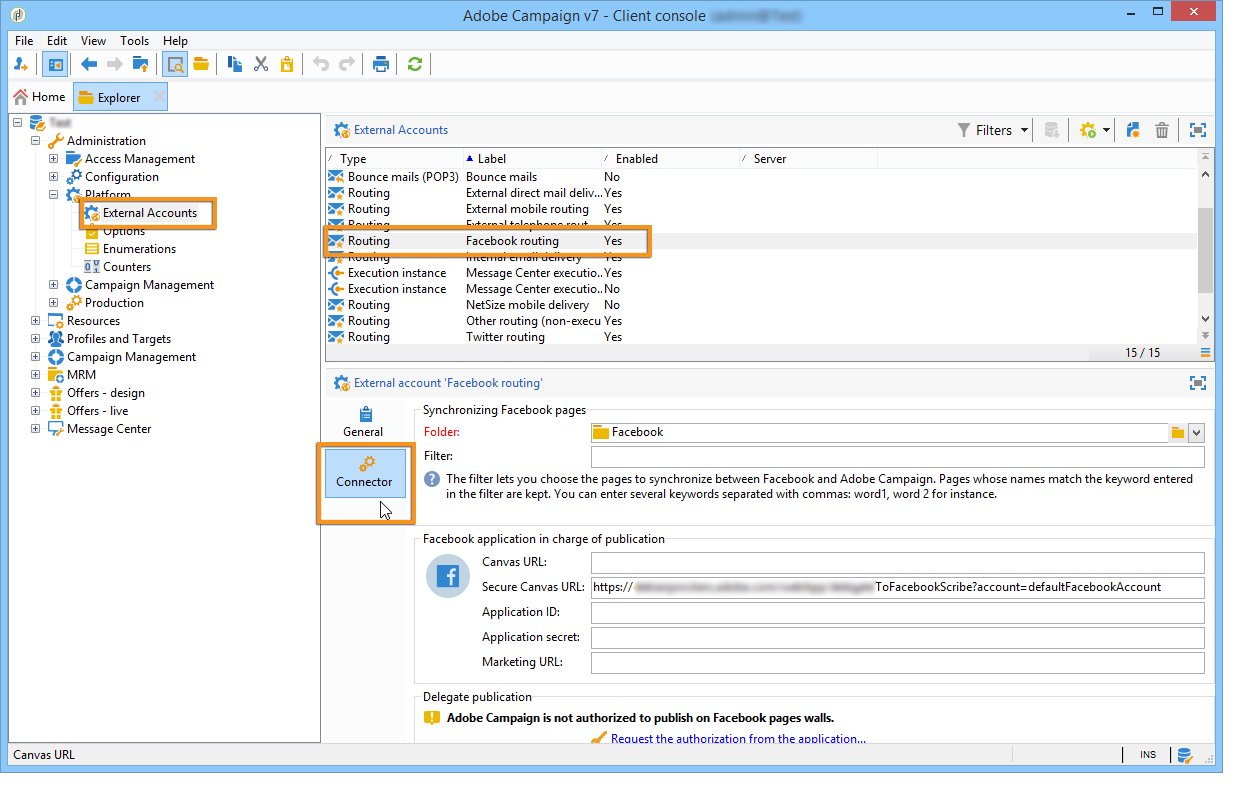 Adobe Campaign v7 - Client console
File Edit View Tools Help
Home Explorer
Administration
Access Management
Configuration
Platform
External Accounts
Options
Enumerations
Counters
Campaign Management
Production
Resources
Profiles and Targets
Campaign Management
MRM
Offers - design
Offers - live
Message Center
External Accounts Filters
Type Label Enabled Server
Bounce mails (POP3) Bounce mails No
Routing External direct mail deliv... Yes
Routing External mobile routing Yes
Routing External telephone rout... Yes
Routing Facebook routing Yes
Routing Internal email delivery Yes
Execution instance Message Center executio... Yes
Execution instance Message Center executio... No
Routing NetSize mobile delivery No
Routing Other routing (non-execu Yes
Routing Twitter routing Yes
15 / 15
External account 'Facebook routing'
General
Connector
Synchronizing Facebook pages
Folder: Facebook
Filter:
The filter lets you choose the pages to synchronize between Facebook and Adobe Campaign. Pages whose names match the keyword entered
in the filter are kept. You can enter several keywords separated with commas: word1, word 2 for instance.
Facebook application in charge of publication
Canvas URL:
Secure Canvas URL: https:// ToFacebookScribe?account=defaultFacebookAccount
Application ID:
Application secret:
Marketing URL:
Delegate publication
Adobe Campaign is not authorized to publish on Facebook pages walls.
Request the authorization from the application...
Canvas URL INS